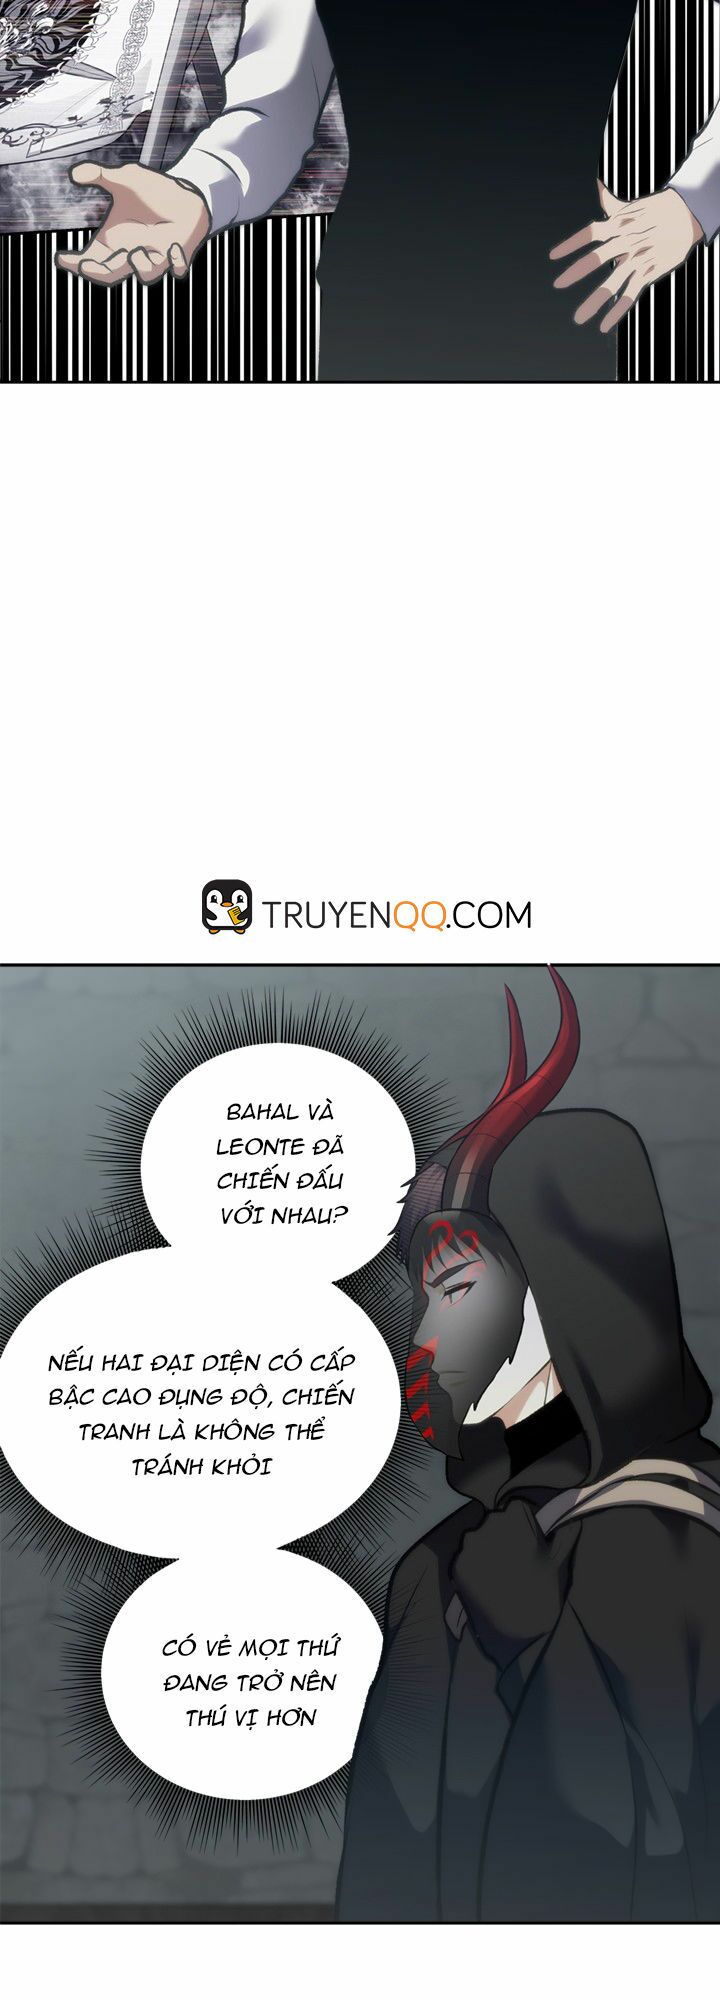 TRUYENQQ.COM
BAHAL VÀ
LEONTE ĐÃ
CHIẾN ĐẤU
VỚI NHAU?
NẾU HAI ĐẠI DIỆN CÓ CẤP
BẬC CAO ĐỤNG ĐỘ, CHIẾN
TRANH LÀ KHÔNG THỂ
TRÁNH KHỎI
CÓ VẺ MỌI THỨ
ĐANG TRỞ NÊN
THÚ VỊ HƠN